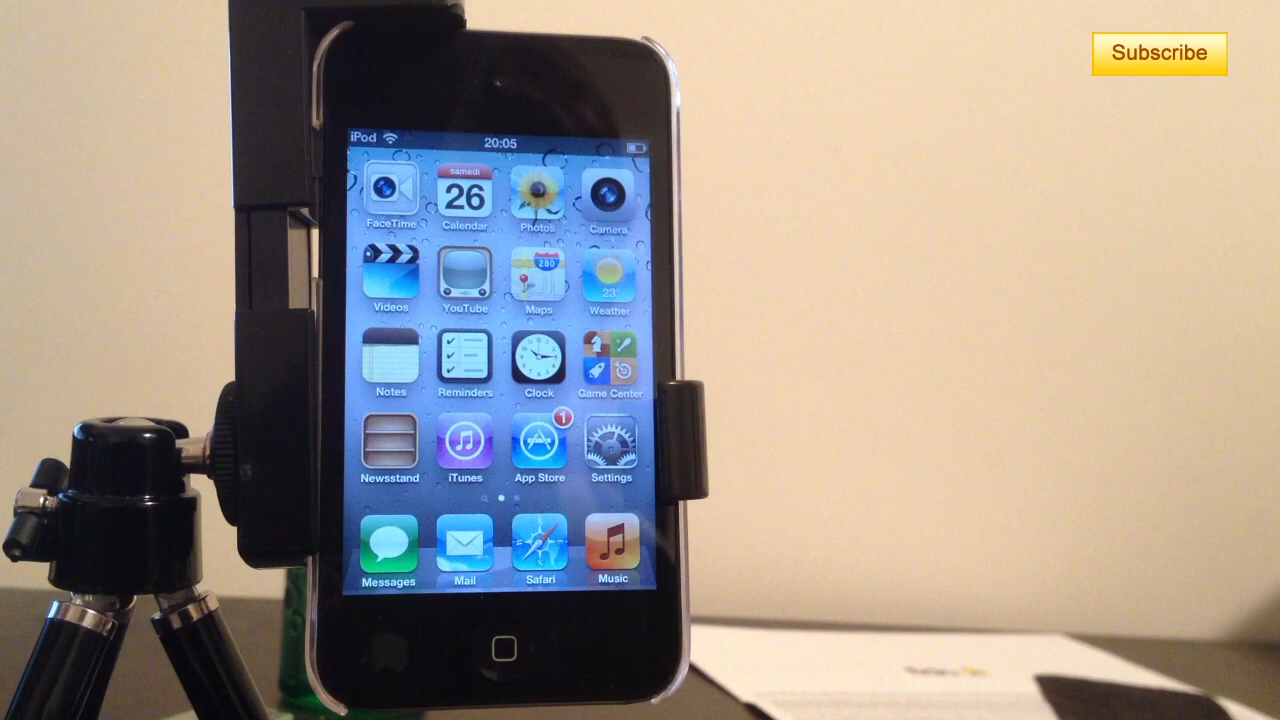 Subscribe
iPod 20:05
samedi
26
280
23°
FaceTime Calendar Photos Camera
Videos YouTube Maps Weather
Notes Reminders Clock Game Center
1
Newsstand iTunes App Store Settings
Messages Mail Safari Music